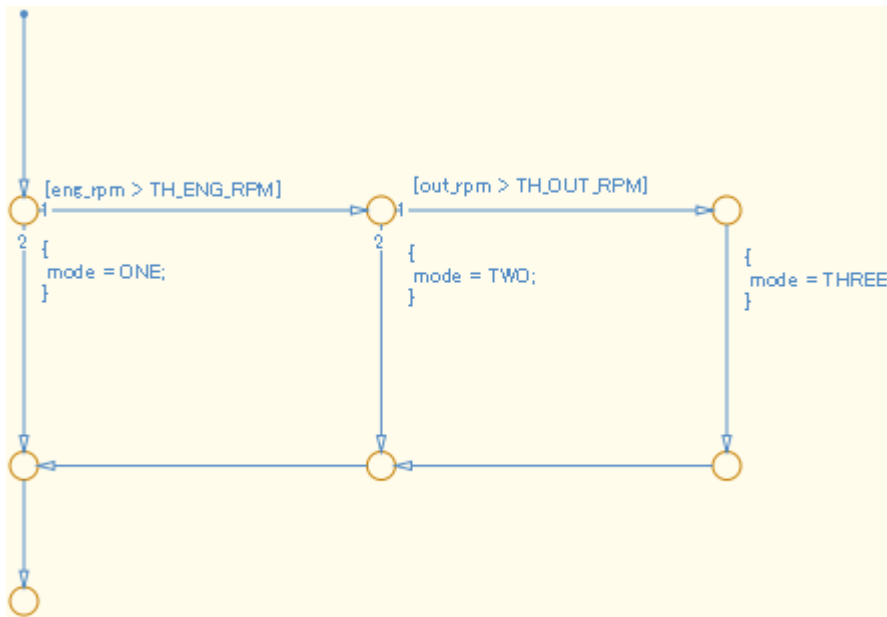 [eng_rpm > TH_ENG_RPM]
[out_rpm > TH_OUT_RPM]
1
1
2
{
mode = ONE;
}
2
{
mode = TWO;
}
{
mode = THREE
}